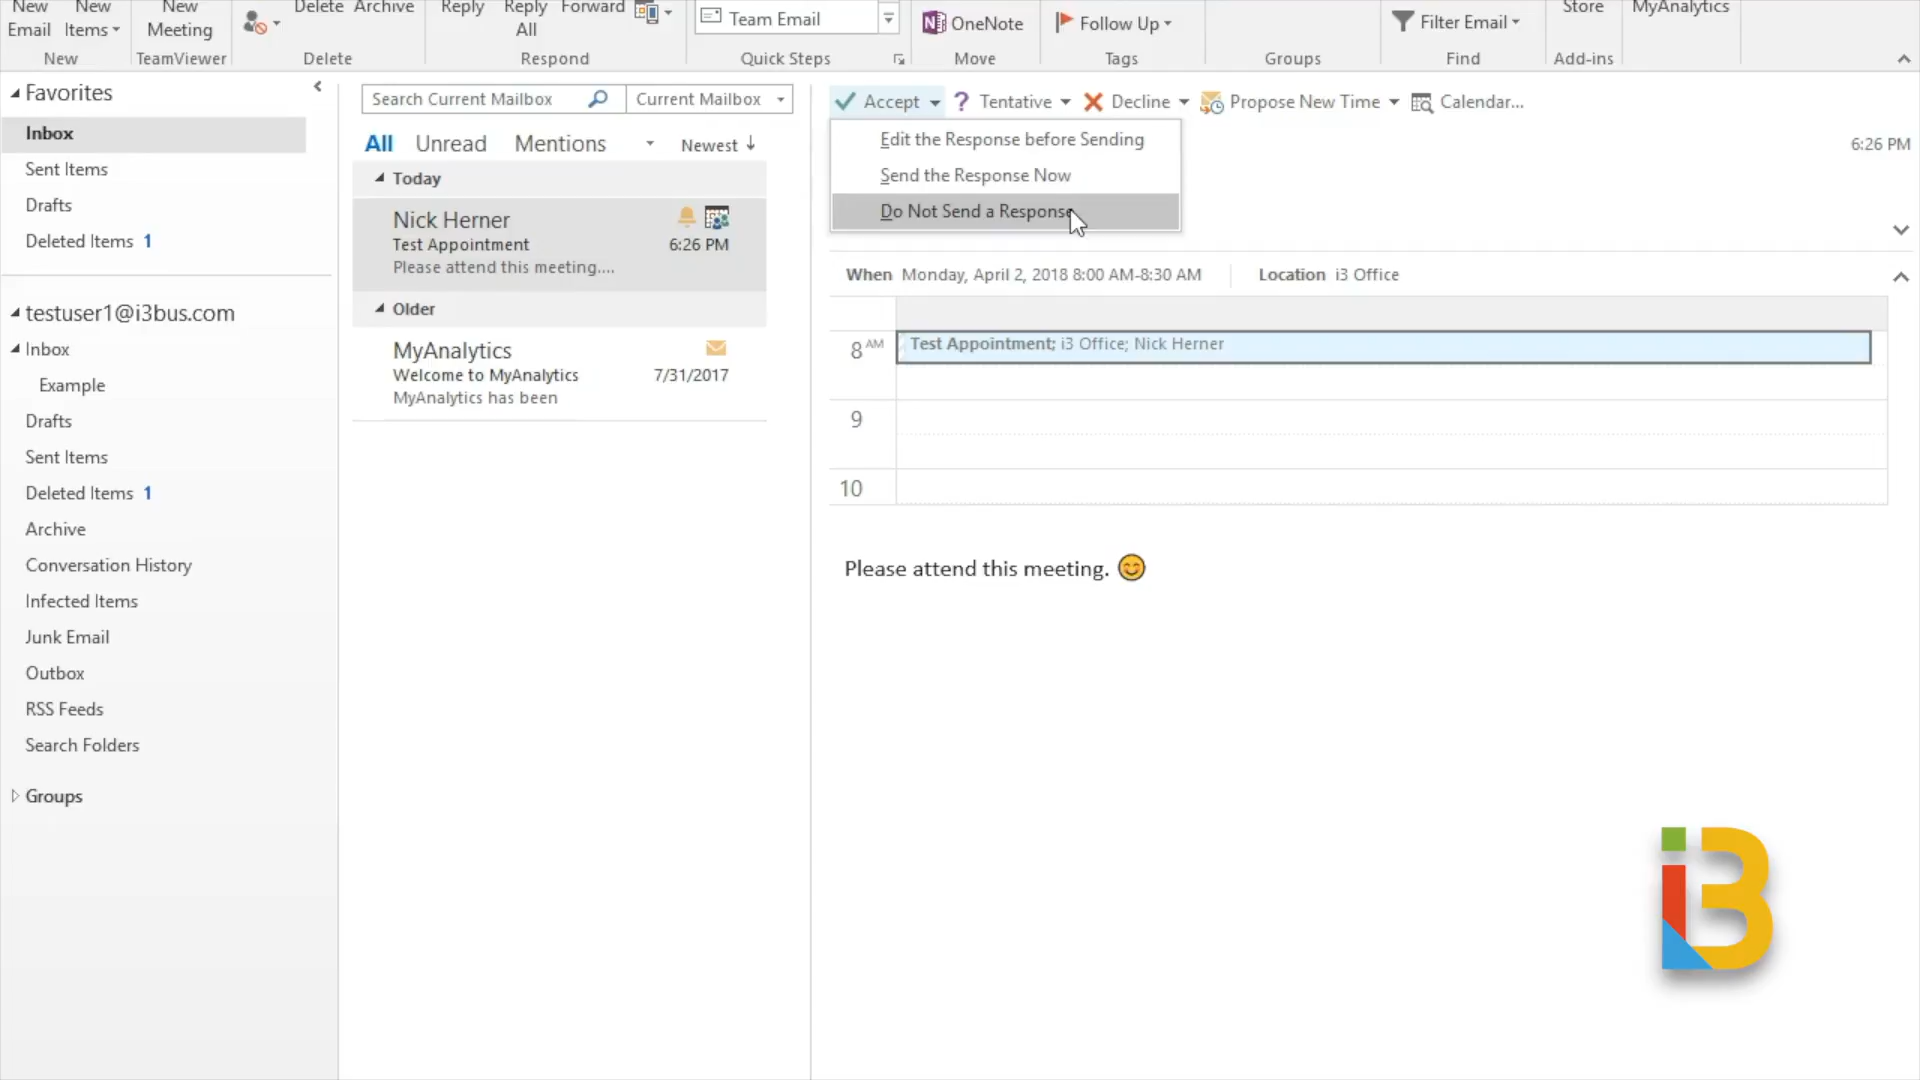 New Email
New Items
New
New Meeting
TeamViewer
Delete
Archive
Delete
Reply
Reply All
Forward
Respond
Team Email
Quick Steps
OneNote
Move
Follow Up
Tags
Groups
Filter Email
Find
Store
Add-ins
MyAnalytics
Favorites
Inbox
Sent Items
Drafts
Deleted Items 1
testuser1@i3bus.com
Inbox
Example
Drafts
Sent Items
Deleted Items 1
Archive
Conversation History
Infected Items
Junk Email
Outbox
RSS Feeds
Search Folders
Groups
Search Current Mailbox
Current Mailbox
All Unread Mentions Newest
Today
Nick Herner
Test Appointment 6:26 PM
Please attend this meeting....
Older
MyAnalytics
Welcome to MyAnalytics 7/31/2017
MyAnalytics has been
Accept ? Tentative Decline Propose New Time Calendar...
Edit the Response before Sending
Send the Response Now
Do Not Send a Response
6:26 PM
When Monday, April 2, 2018 8:00 AM-8:30 AM Location i3 Office
8 AM Test Appointment; i3 Office; Nick Herner
9
10
Please attend this meeting. 😊
i3